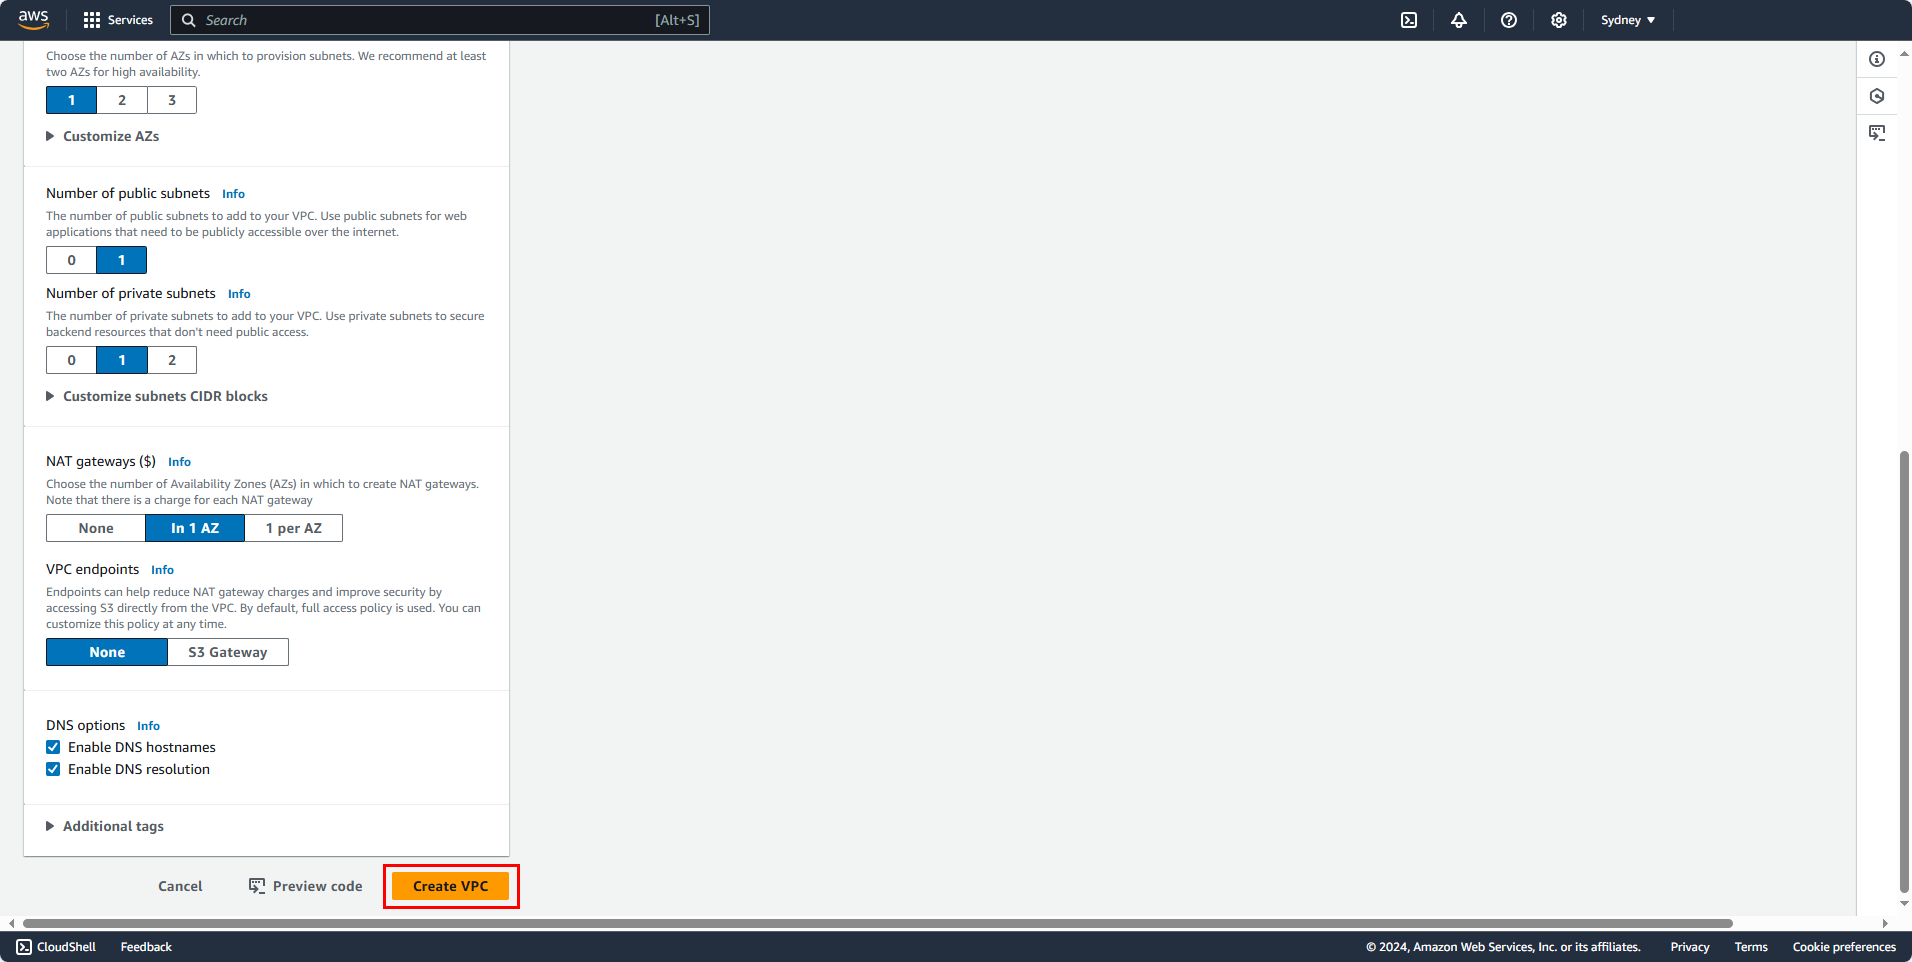 aws
Services
Search
[Alt+S]
Sydney
Choose the number of AZs in which to provision subnets. We recommend at least
two AZs for high availability.
1 2 3
Customize AZs
Number of public subnets Info
The number of public subnets to add to your VPC. Use public subnets for web
applications that need to be publicly accessible over the internet.
0 1
Number of private subnets Info
The number of private subnets to add to your VPC. Use private subnets to secure
backend resources that don't need public access.
0 1 2
Customize subnets CIDR blocks
NAT gateways ($) Info
Choose the number of Availability Zones (AZs) in which to create NAT gateways.
Note that there is a charge for each NAT gateway
None In 1 AZ 1 per AZ
VPC endpoints Info
Endpoints can help reduce NAT gateway charges and improve security by
accessing S3 directly from the VPC. By default, full access policy is used. You can
customize this policy at any time.
None S3 Gateway
DNS options Info
Enable DNS hostnames
Enable DNS resolution
Additional tags
Cancel Preview code Create VPC
CloudShell Feedback © 2024, Amazon Web Services, Inc. or its affiliates. Privacy Terms Cookie preferences